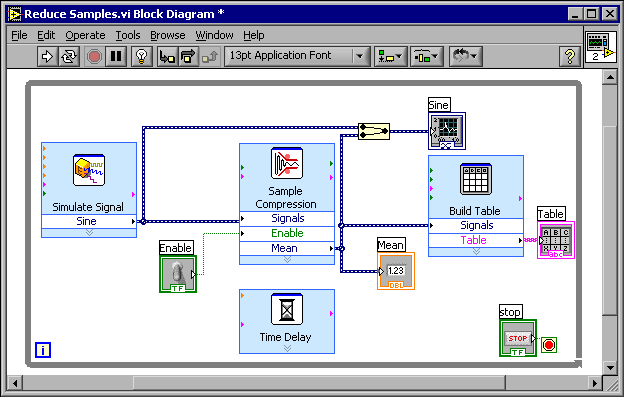 Reduce Samples.vi Block Diagram *
File Edit Operate Tools Browse Window Help
13pt Application Font
?
2
Sine
Simulate Signal
Sine
Sample
Compression
Signals
Enable
Mean
Build Table
Signals
Table
Table
A B C
X Y Z
abc
Enable
TF
Mean
1.23
DBL
Time Delay
stop
STOP
TF
i